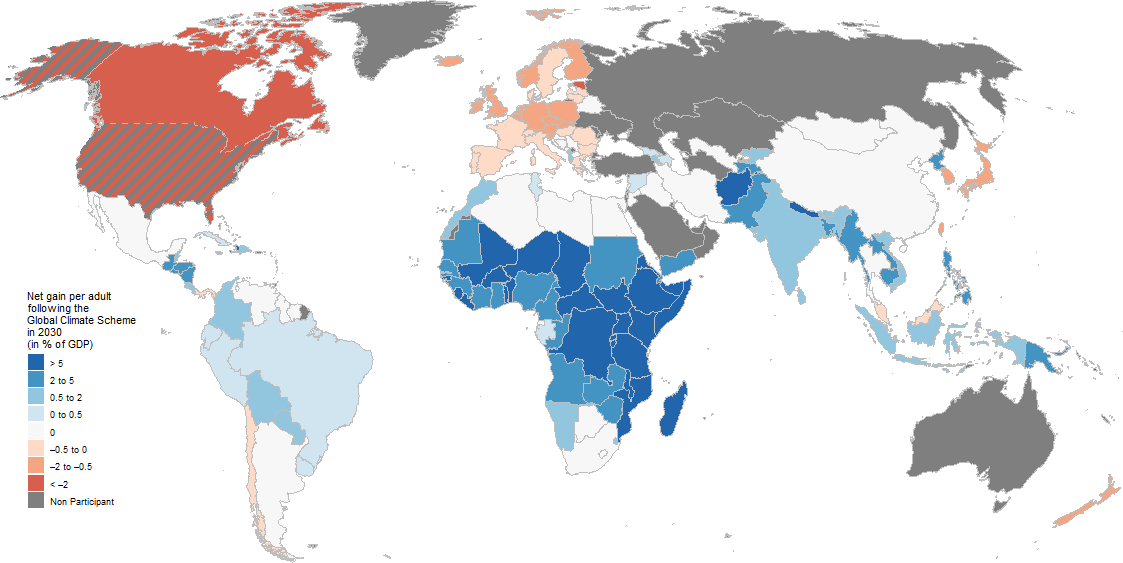 Net gain per adult
following the
Global Climate Scheme
in 2030
(in % of GDP)
> 5
2 to 5
0.5 to 2
0 to 0.5
0
–0.5 to 0
–2 to –0.5
< –2
Non Participant